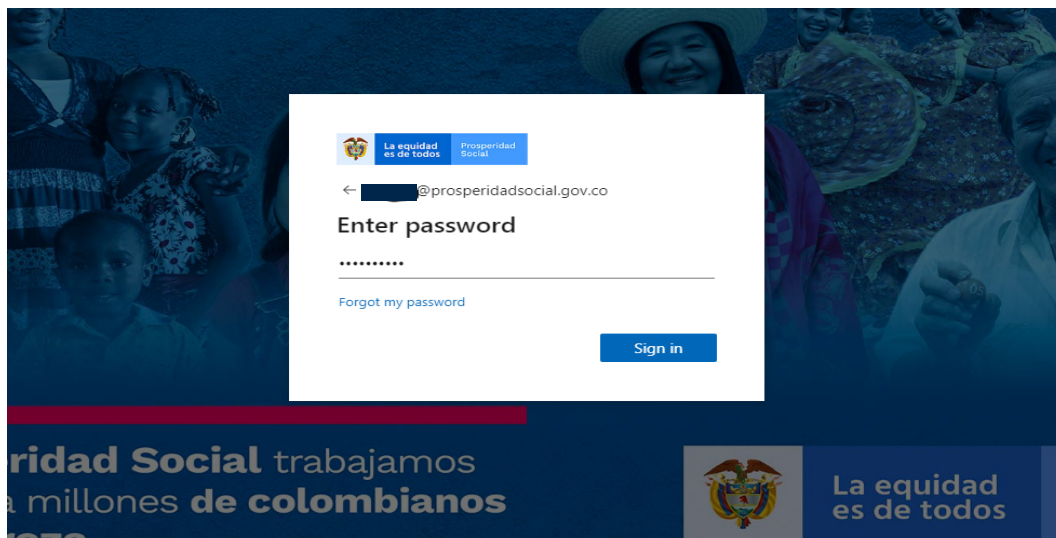 La equidad
es de todos
Prosperidad
Social
@prosperidadsocial.gov.co
Enter password
Forgot my password
Sign in
ridad Social trabajamos
millones de colombianos
La equidad
es de todos